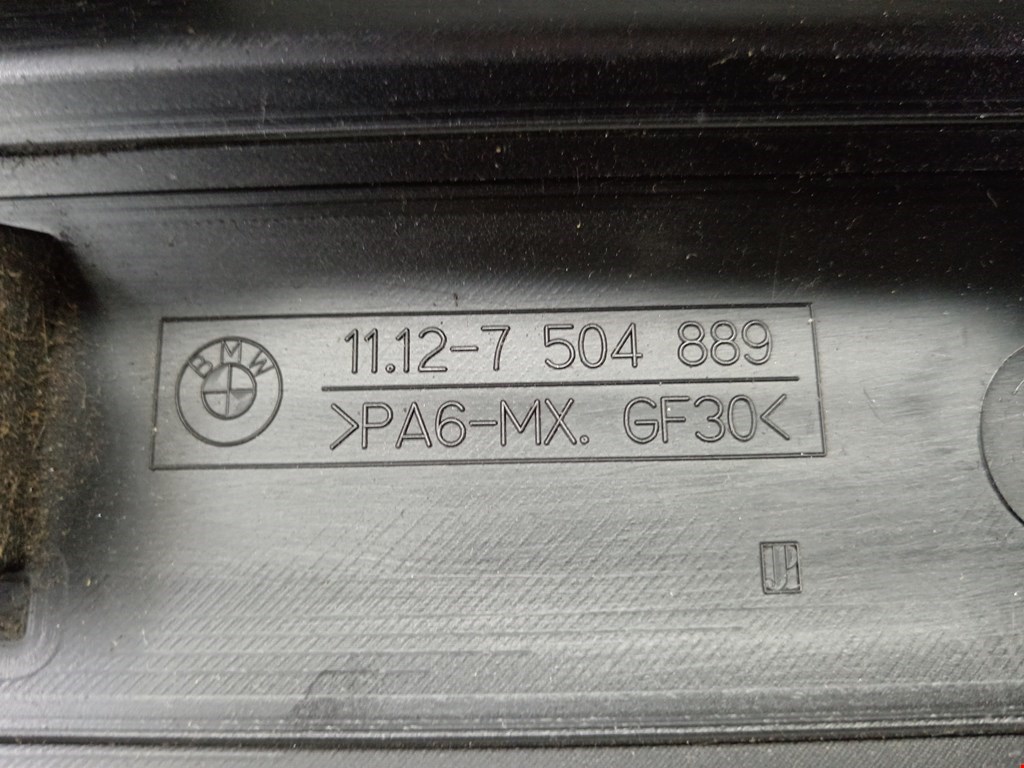 BMW
11.12-7 504 889
>PA6-MX. GF30<